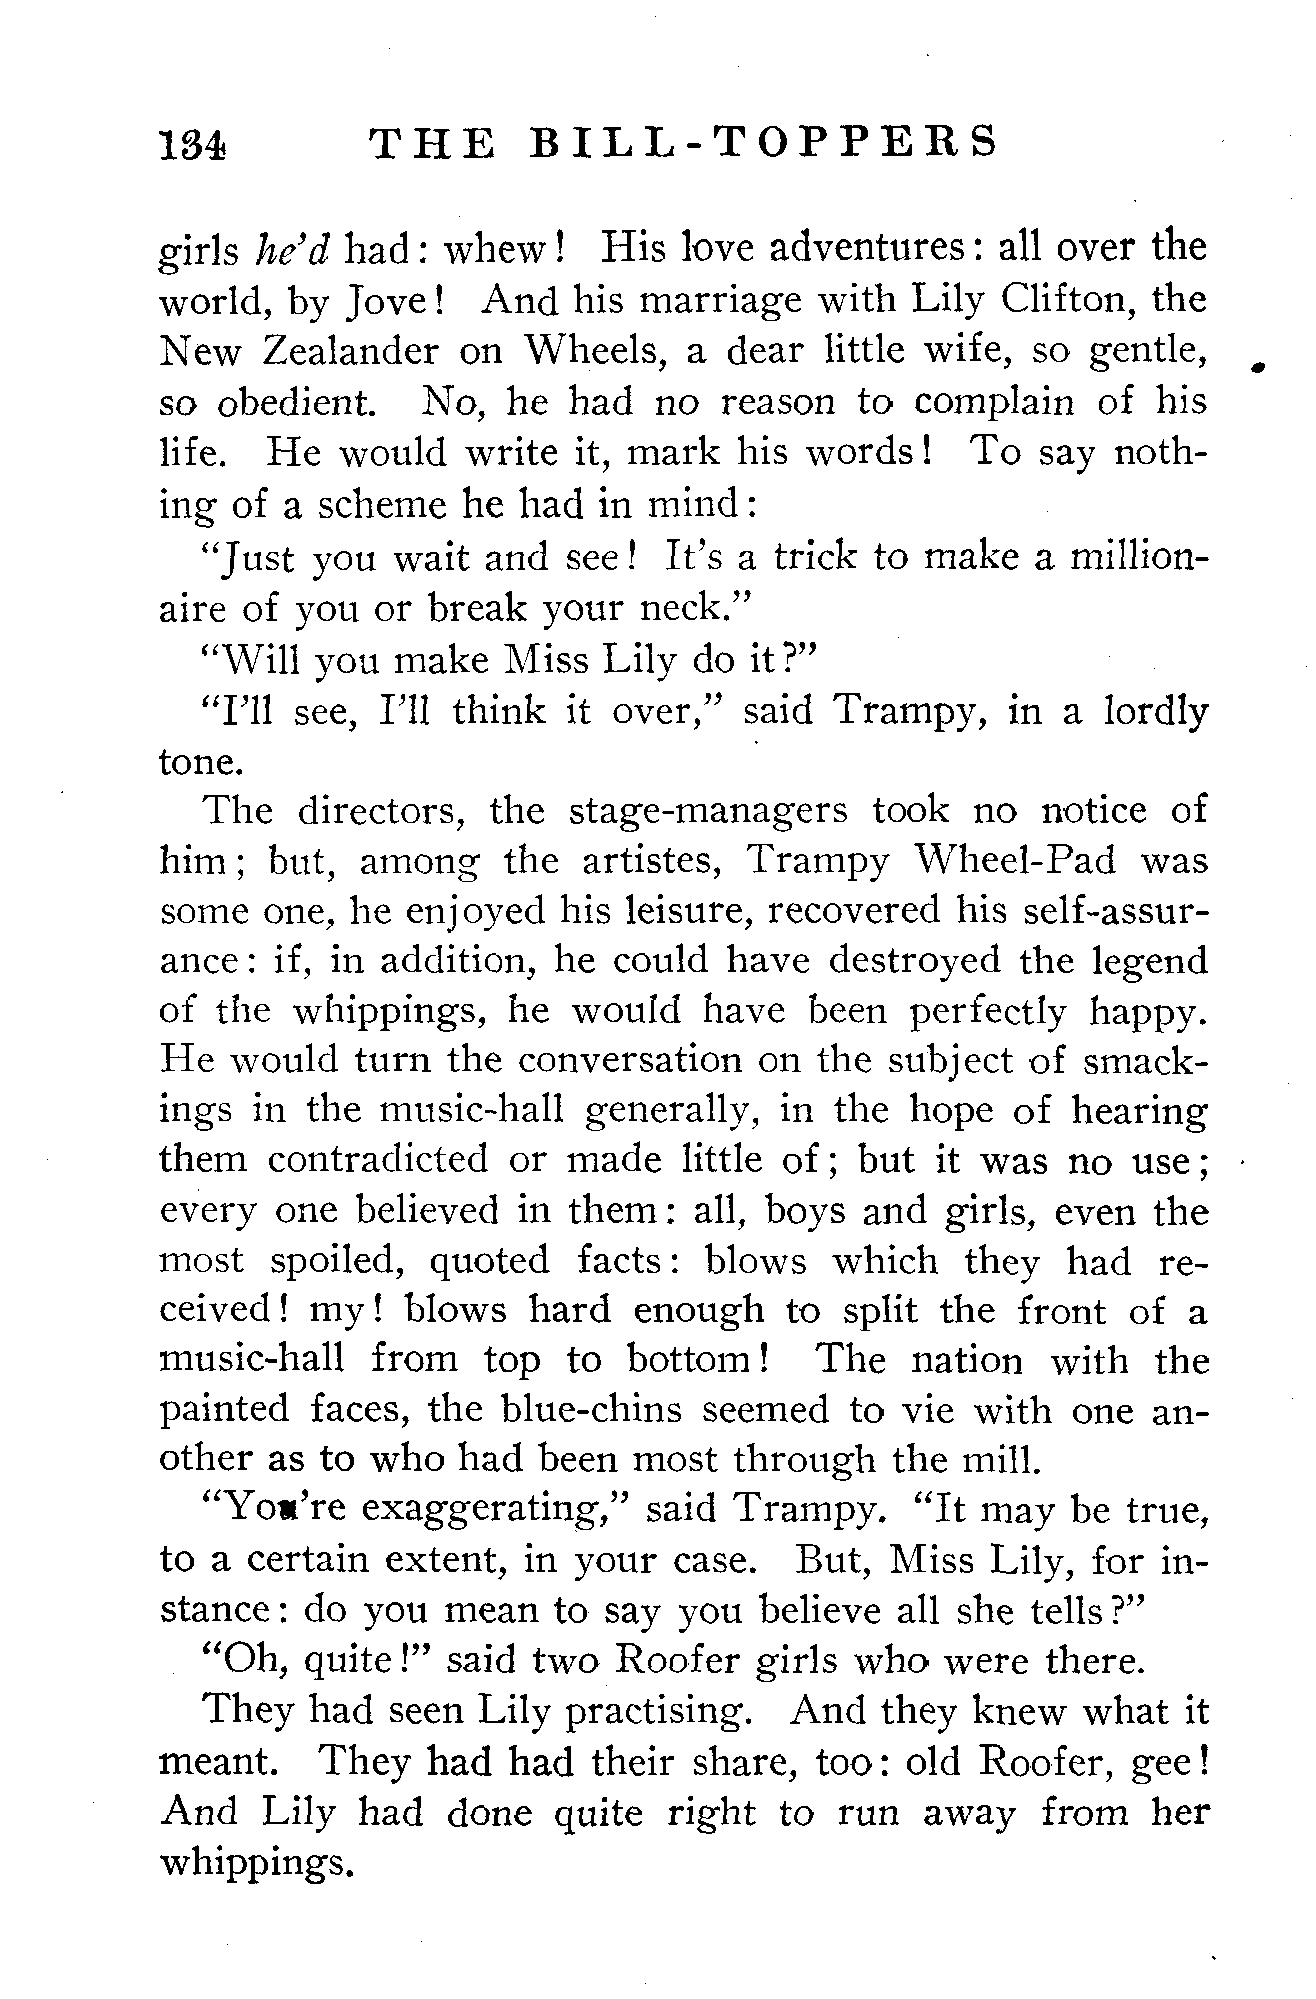 134 THE BILL-TOPPERS
girls he'd had: whew! His love adventures: all over the
world, by Jove! And his marriage with Lily Clifton, the
New Zealander on Wheels, a dear little wife, so gentle,
so obedient. No, he had no reason to complain of his
life. He would write it, mark his words! To say noth-
ing of a scheme he had in mind:
"Just you wait and see! It's a trick to make a million-
aire of you or break your neck."
"Will you make Miss Lily do it?"
"I'll see, I'll think it over," said Trampy, in a lordly
tone.
The directors, the stage-managers took no notice of
him; but, among the artistes, Trampy Wheel-Pad was
some one, he enjoyed his leisure, recovered his self-assur-
ance: if, in addition, he could have destroyed the legend
of the whippings, he would have been perfectly happy.
He would turn the conversation on the subject of smack-
ings in the music-hall generally, in the hope of hearing
them contradicted or made little of; but it was no use;
every one believed in them: all, boys and girls, even the
most spoiled, quoted facts: blows which they had re-
ceived! my! blows hard enough to split the front of a
music-hall from top to bottom! The nation with the
painted faces, the blue-chins seemed to vie with one an-
other as to who had been most through the mill.
"You're exaggerating," said Trampy. "It may be true,
to a certain extent, in your case. But, Miss Lily, for in-
stance: do you mean to say you believe all she tells?"
"Oh, quite!" said two Roofer girls who were there.
They had seen Lily practising. And they knew what it
meant. They had had their share, too: old Roofer, gee!
And Lily had done quite right to run away from her
whippings.